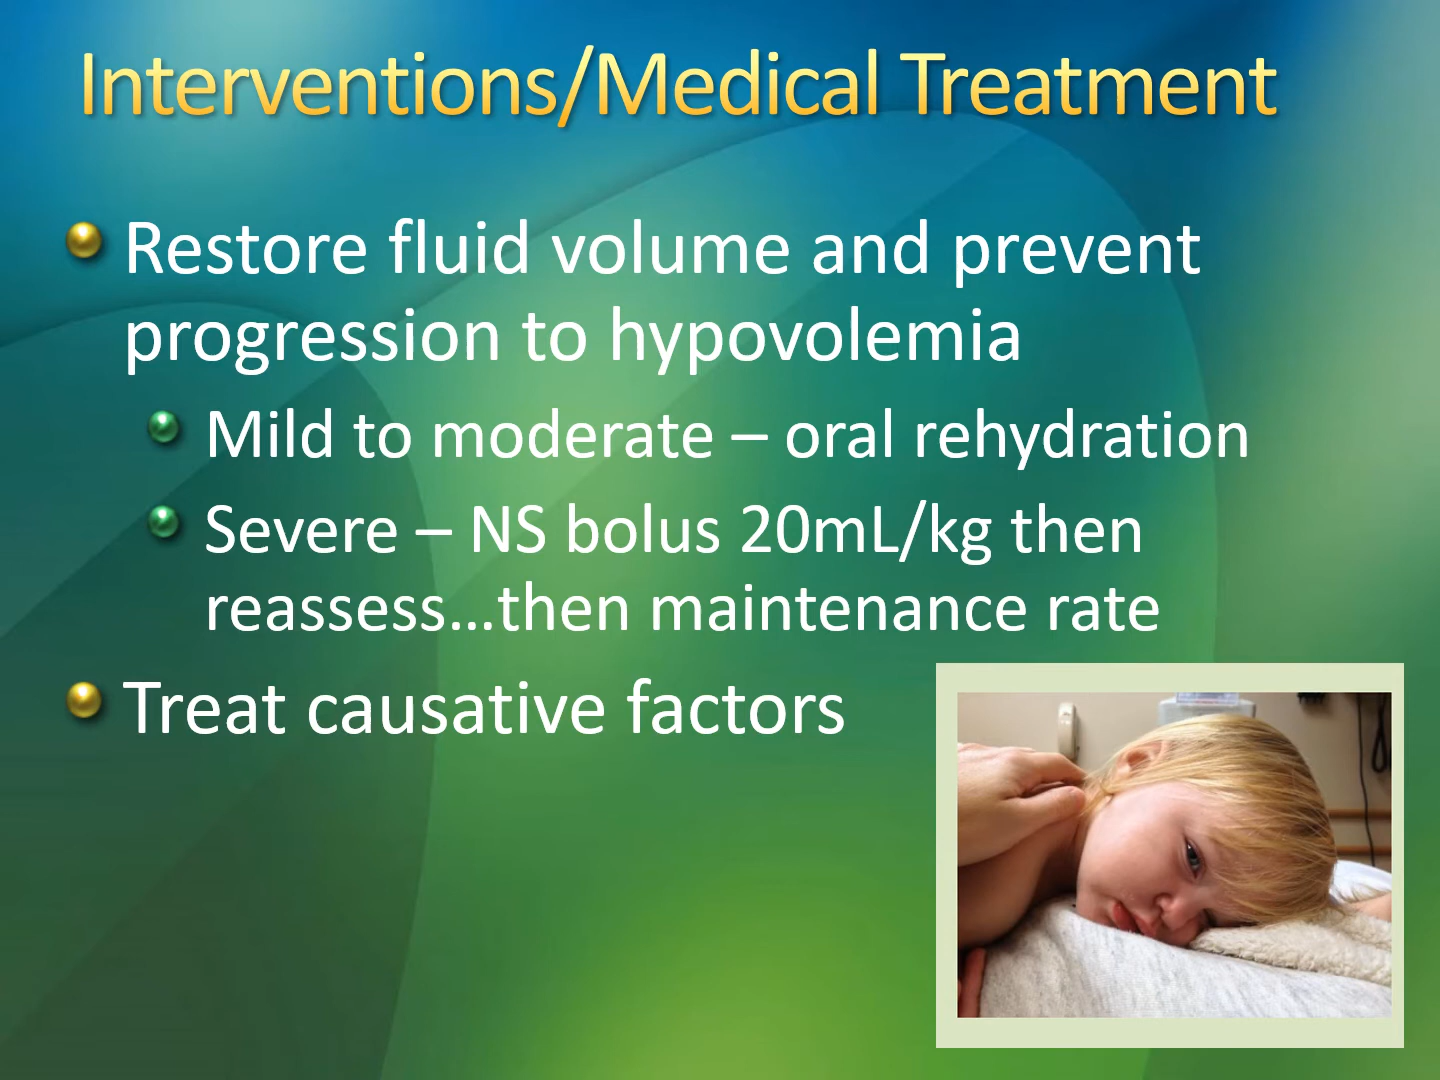 Interventions/Medical Treatment
Restore fluid volume and prevent
progression to hypovolemia
Mild to moderate – oral rehydration
Severe – NS bolus 20mL/kg then
reassess…then maintenance rate
Treat causative factors